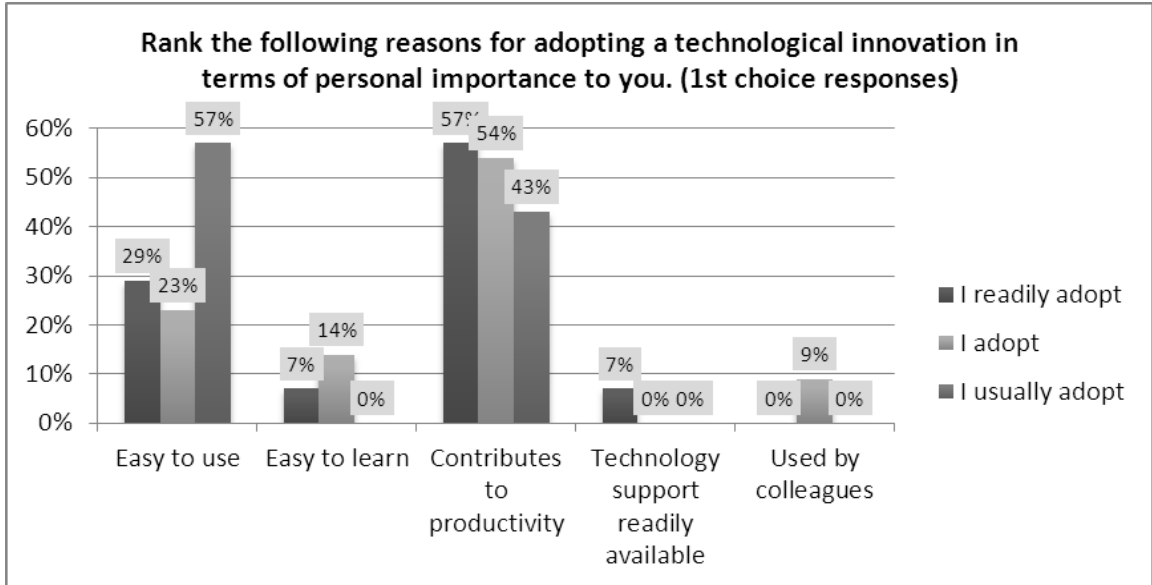 Rank the following reasons for adopting a technological innovation in
terms of personal importance to you. (1st choice responses)
60%
50%
40%
30%
20%
10%
0%
29%
23%
57%
7%
14%
0%
57%
54%
43%
7%
0%
0%
0%
9%
0%
Easy to use
Easy to learn
Contributes
to
productivity
Technology
support
readily
available
Used by
colleagues
I readily adopt
I adopt
I usually adopt